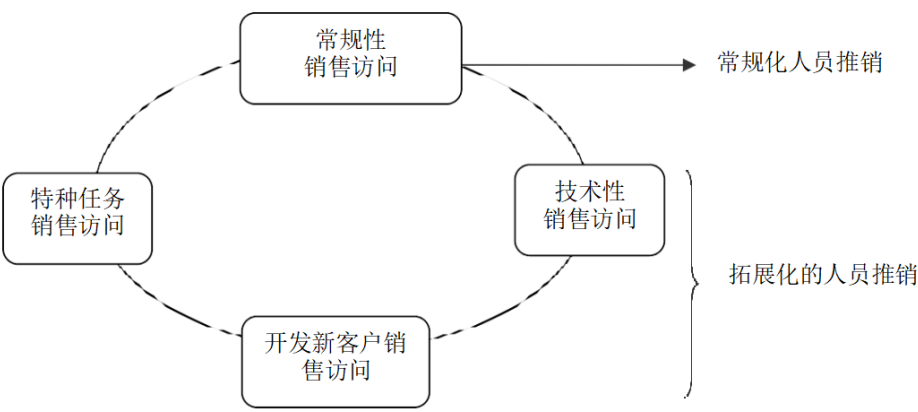 常规性
销售访问
常规化人员推销
特种任务
销售访问
技术性
销售访问
拓展化的人员推销
开发新客户销
售访问